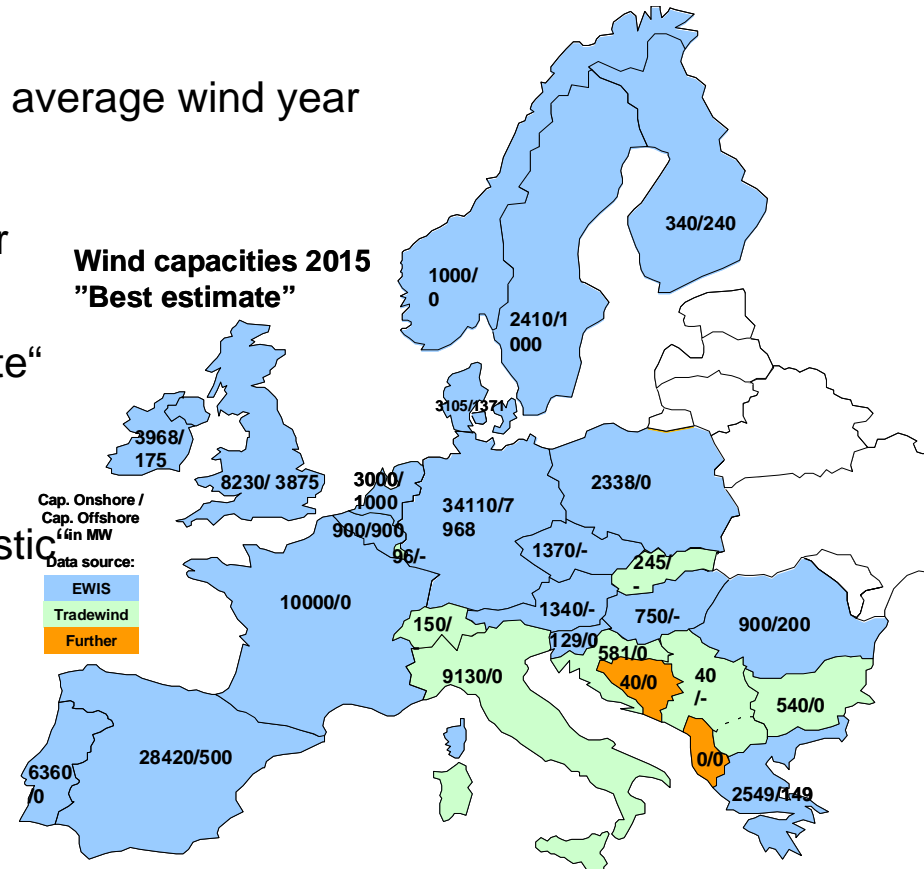 average wind year
r
Wind capacities 2015
”Best estimate”
te“
stic“
Cap. Onshore /
Cap. Offshore
in MW
Data source:
EWIS
Tradewind
Further
340/240
1000/
0
2410/1
000
3105/1371
3968/
175
8230/ 3875
3000/
1000
900/900
96/-
34110/7
968
2338/0
1370/-
245/
-
10000/0
1340/-
750/-
900/200
150/
129/0
581/0
9130/0
40/0
40
/-
540/0
0/0
28420/500
6360
/0
2549/149